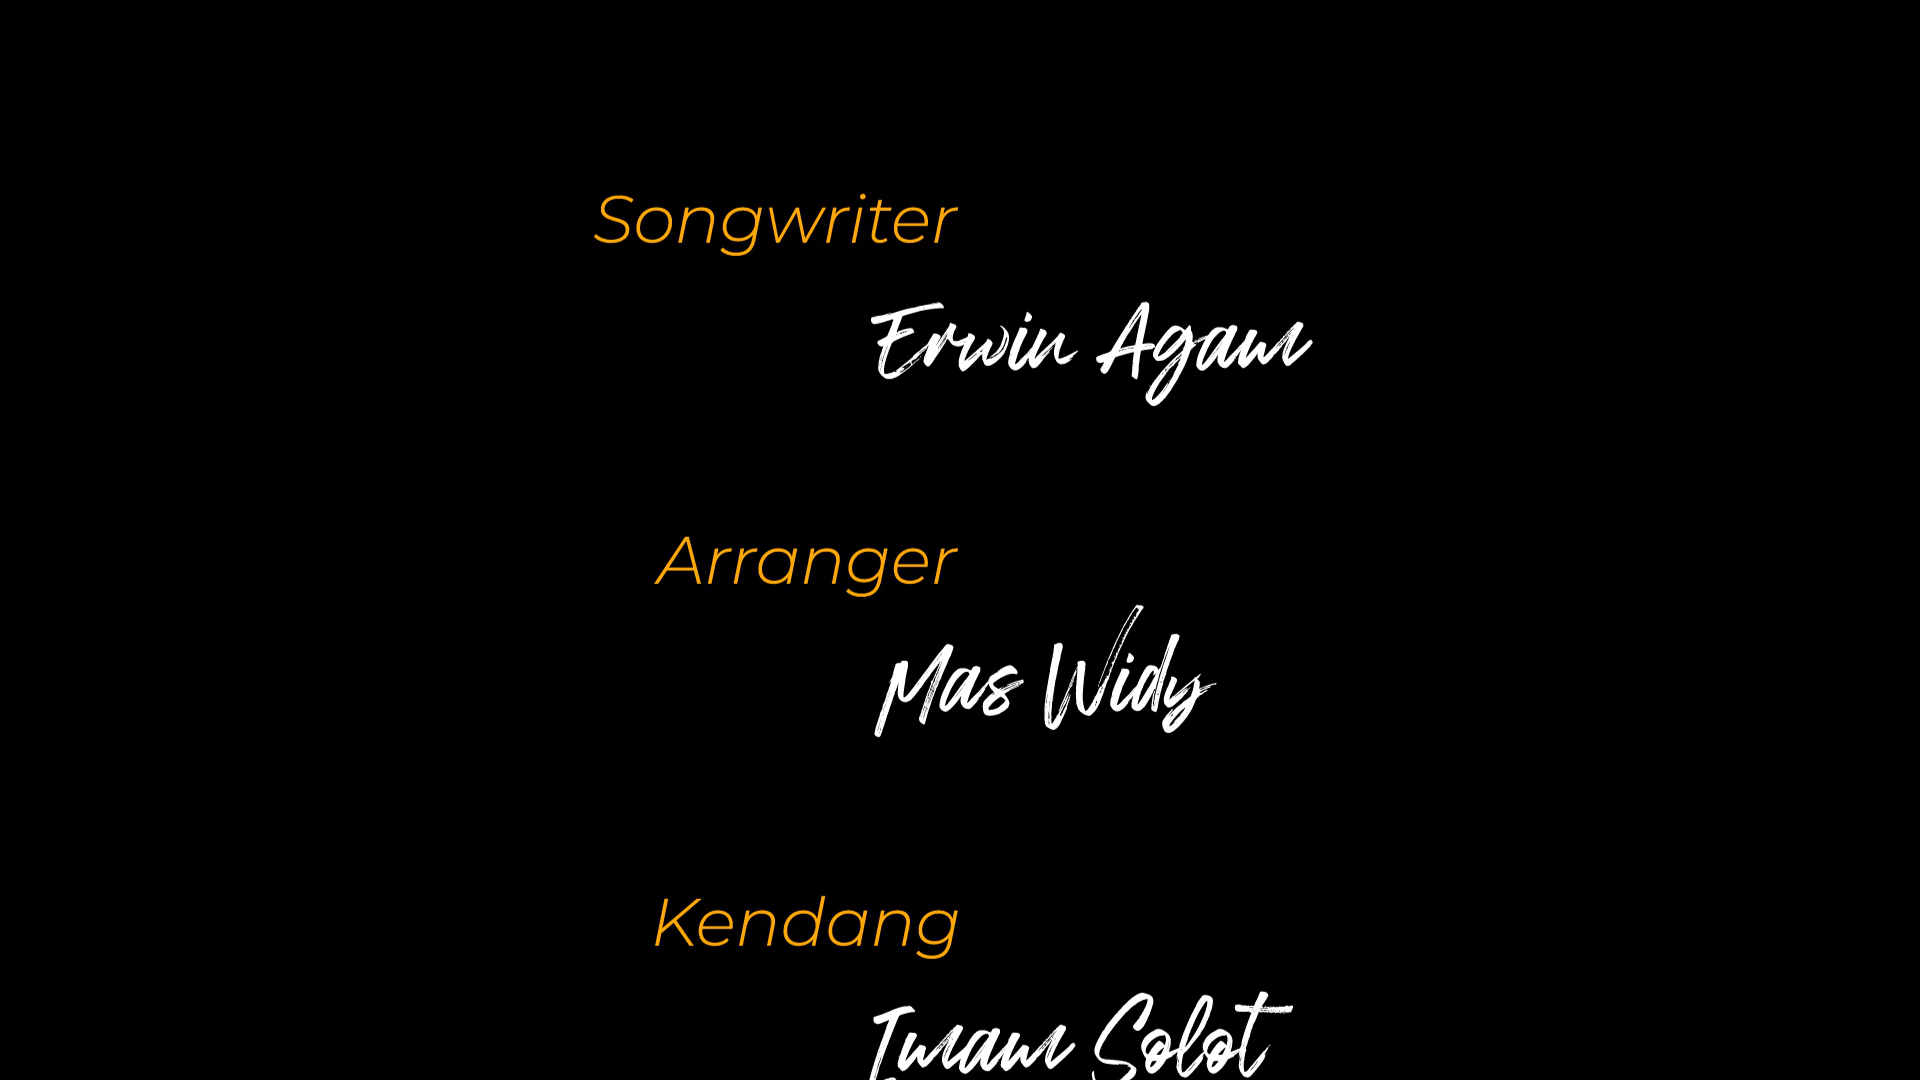 Songwriter
Erwin Agam
Arranger
Mas Widy
Kendang
Imam Solot